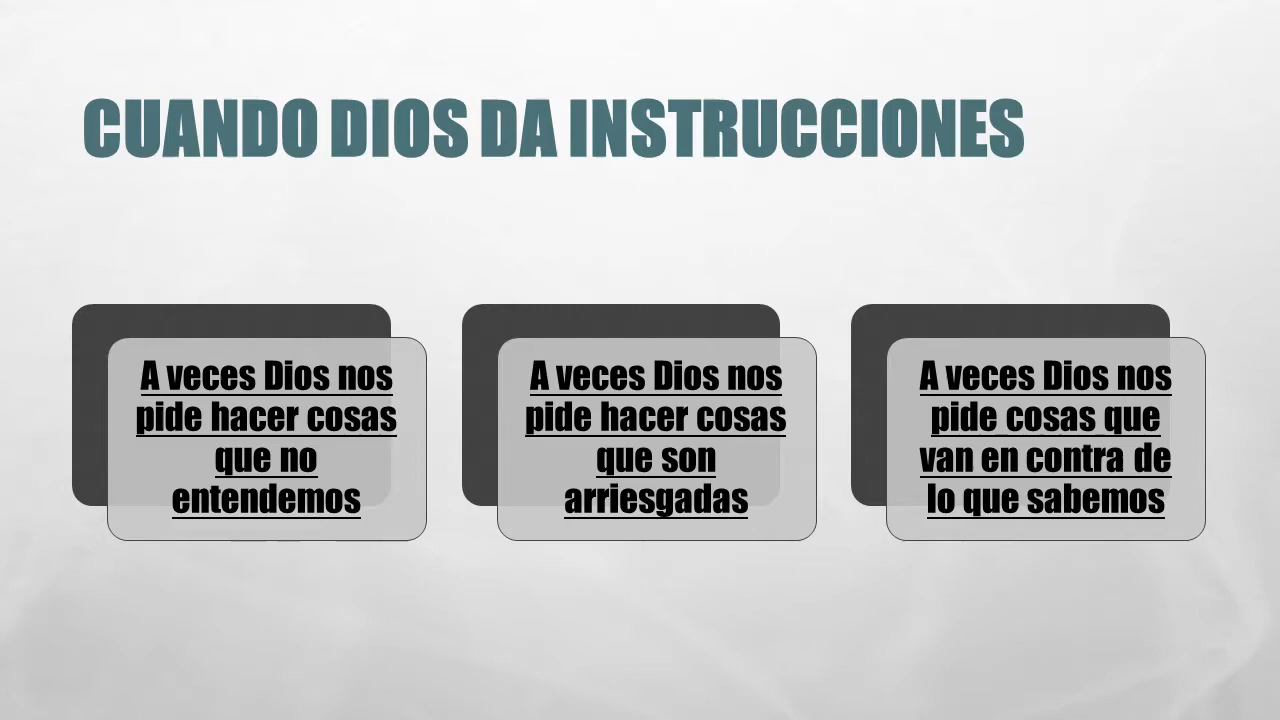 CUANDO DIOS DA INSTRUCCIONES
A veces Dios nos
pide hacer cosas
que no
entendemos
A veces Dios nos
pide hacer cosas
que son
arriesgadas
A veces Dios nos
pide cosas que
van en contra de
lo que sabemos